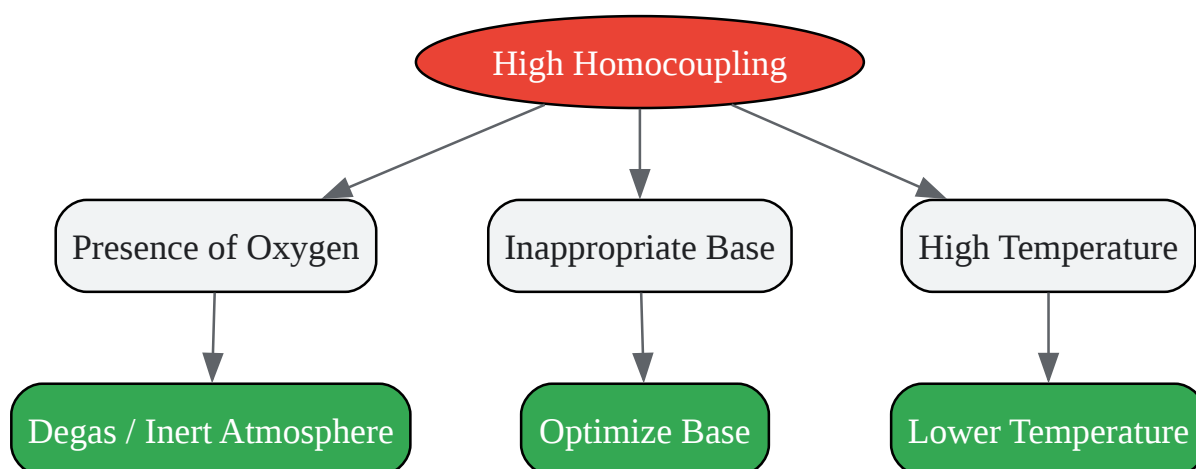 High Homocoupling
Presence of Oxygen
Inappropriate Base
High Temperature
Degas / Inert Atmosphere
Optimize Base
Lower Temperature